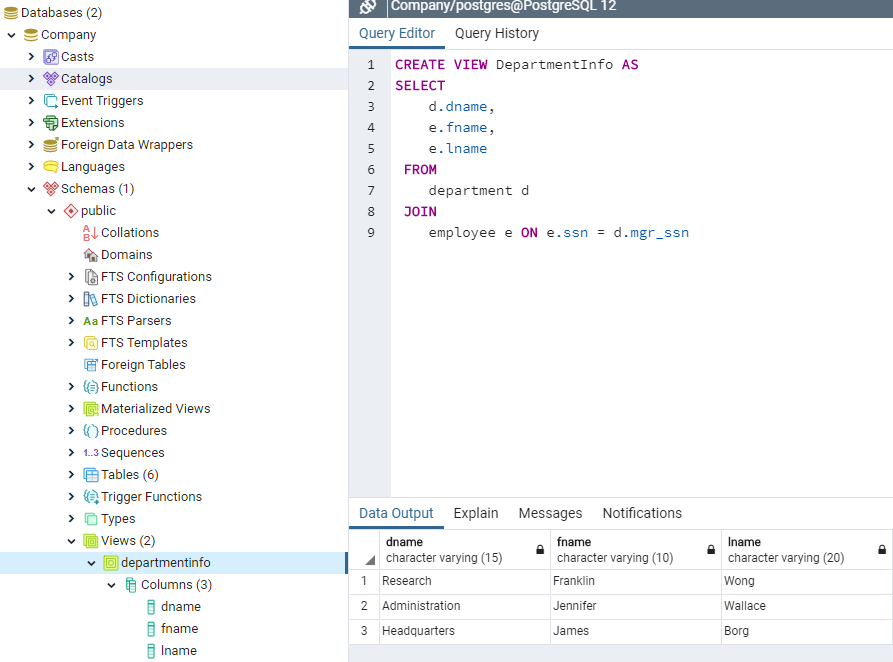 Databases (2)
Company
Casts
Catalogs
Event Triggers
Extensions
Foreign Data Wrappers
Languages
Schemas (1)
public
Collations
Domains
FTS Configurations
FTS Dictionaries
Aa FTS Parsers
FTS Templates
Foreign Tables
Functions
Materialized Views
Procedures
1..3 Sequences
Tables (6)
Trigger Functions
Types
Views (2)
departmentinfo
Columns (3)
dname
fname
lname
Company/postgres@PostgreSQL 12
Query Editor Query History
1 CREATE VIEW DepartmentInfo AS
2 SELECT
3 d.dname,
4 e.fname,
5 e.lname
6 FROM
7 department d
8 JOIN
9 employee e ON e.ssn = d.mgr_ssn
Data Output Explain Messages Notifications
dname fname lname
character varying (15) character varying (10) character varying (20)
1 Research Franklin Wong
2 Administration Jennifer Wallace
3 Headquarters James Borg